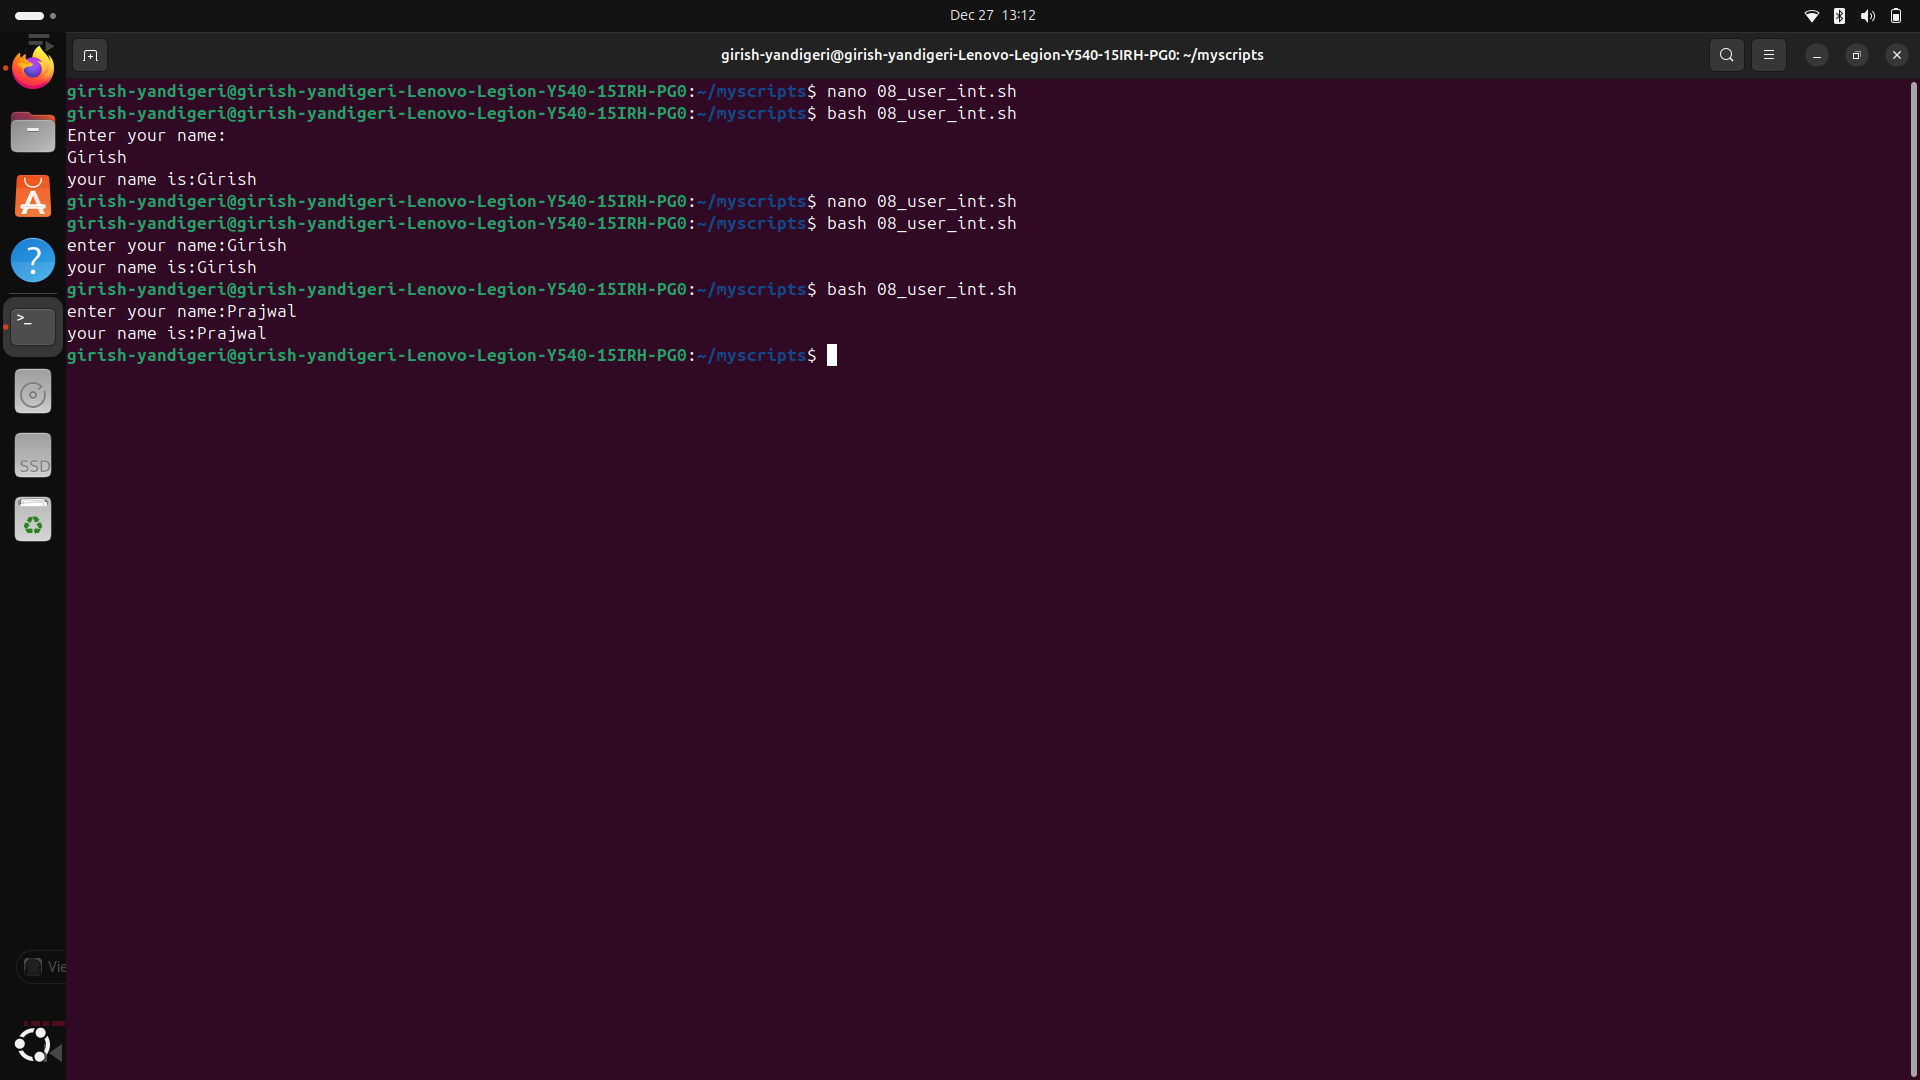 Dec 27 13:12
girish-yandigeri@girish-yandigeri-Lenovo-Legion-Y540-15IRH-PG0: ~/myscripts
girish-yandigeri@girish-yandigeri-Lenovo-Legion-Y540-15IRH-PG0:~/myscripts$ nano 08_user_int.sh
girish-yandigeri@girish-yandigeri-Lenovo-Legion-Y540-15IRH-PG0:~/myscripts$ bash 08_user_int.sh
Enter your name:
Girish
your name is:Girish
girish-yandigeri@girish-yandigeri-Lenovo-Legion-Y540-15IRH-PG0:~/myscripts$ nano 08_user_int.sh
girish-yandigeri@girish-yandigeri-Lenovo-Legion-Y540-15IRH-PG0:~/myscripts$ bash 08_user_int.sh
enter your name:Girish
your name is:Girish
girish-yandigeri@girish-yandigeri-Lenovo-Legion-Y540-15IRH-PG0:~/myscripts$ bash 08_user_int.sh
enter your name:Prajwal
your name is:Prajwal
girish-yandigeri@girish-yandigeri-Lenovo-Legion-Y540-15IRH-PG0:~/myscripts$
SSD
Vie